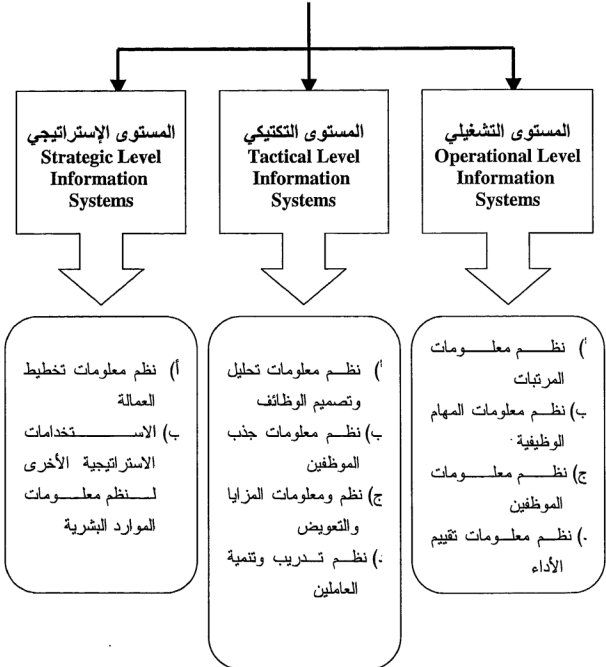 المستوى التشغيلي
Operational Level
Information
Systems
المستوى التكتيكي
Tactical Level
Information
Systems
المستوى الإستراتيجي
Strategic Level
Information
Systems
أ) نظم معلومات
المرتبات
ب) نظم معلومات المهام
الوظيفية
ج) نظم معلومات
الموظفين
د) نظم معلومات تقييم
الأداء
أ) نظم معلومات تحليل
وتصميم الوظائف
ب) نظم معلومات جذب
الموظفين
ج) نظم ومعلومات المزايا
والتعويض
د) نظم تدريب وتنمية
العاملين
أ) نظم معلومات تخطيط
العمالة
ب) الاستخدامات
الاستراتيجية الأخرى
لنظم معلومات
الموارد البشرية